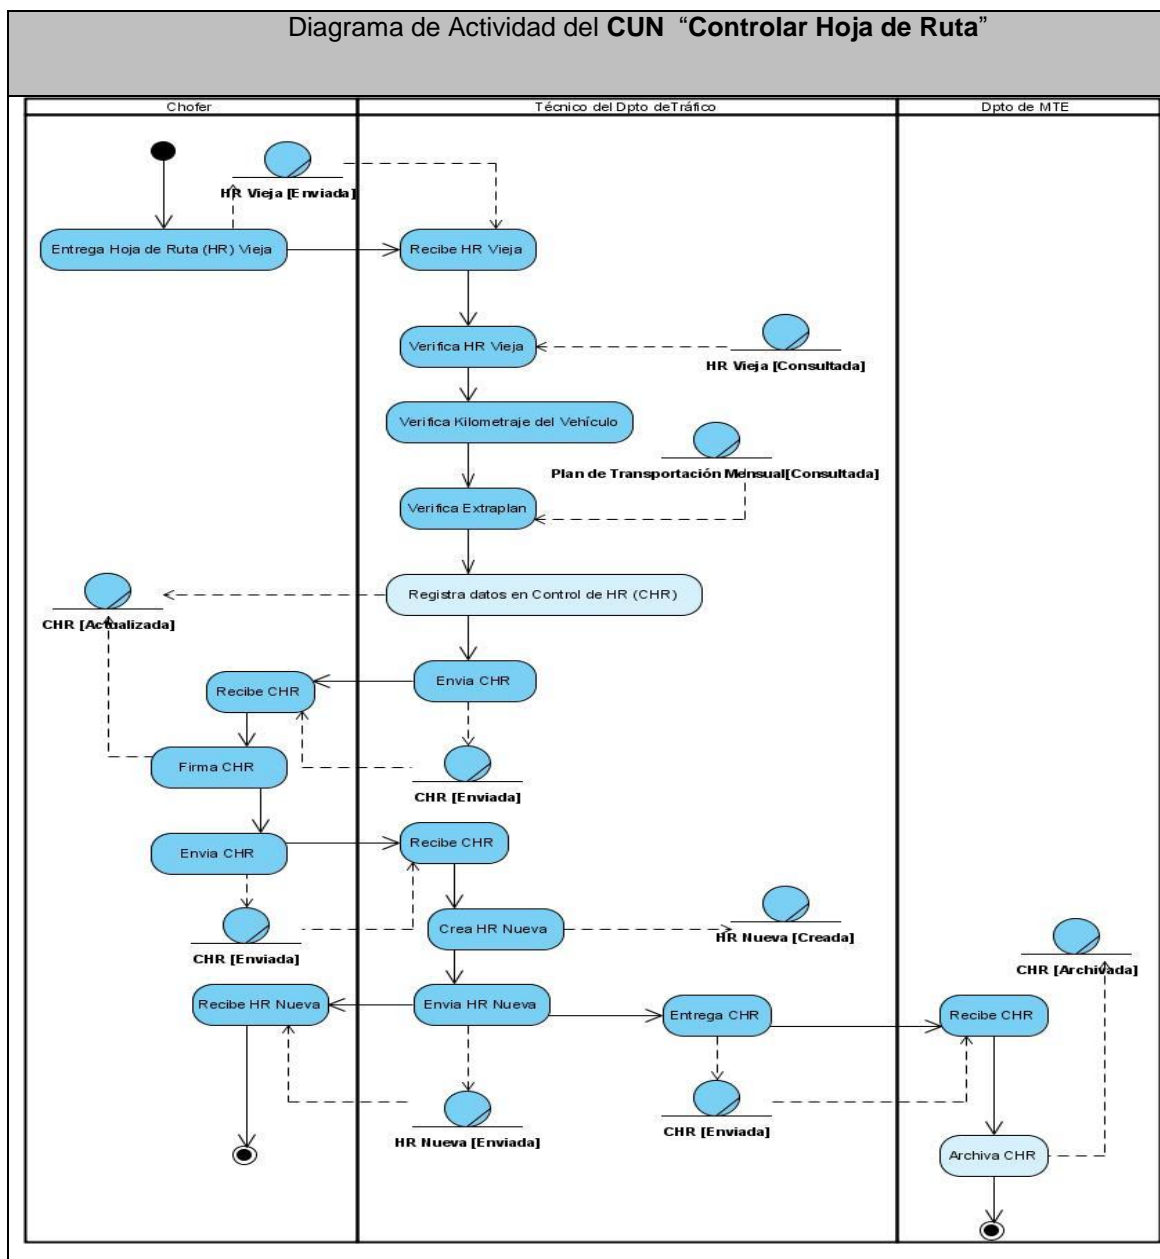 Diagrama de Actividad del CUN “Controlar Hoja de Ruta”
Chofer
Técnico del Dpto deTráfico
Dpto de MTE
HR Vieja [Enviada]
Entrega Hoja de Ruta (HR) Vieja
Recibe HR Vieja
Verifica HR Vieja
HR Vieja [Consultada]
Verifica Kilometraje del Vehículo
Plan de Transportación Mensual[Consultada]
Verifica Extraplan
Registra datos en Control de HR (CHR)
CHR [Actualizada]
Recibe CHR
Envia CHR
Firma CHR
CHR [Enviada]
Envia CHR
Recibe CHR
Crea HR Nueva
HR Nueva [Creada]
CHR [Enviada]
CHR [Archivada]
Recibe HR Nueva
Envia HR Nueva
Entrega CHR
Recibe CHR
HR Nueva [Enviada]
CHR [Enviada]
Archiva CHR